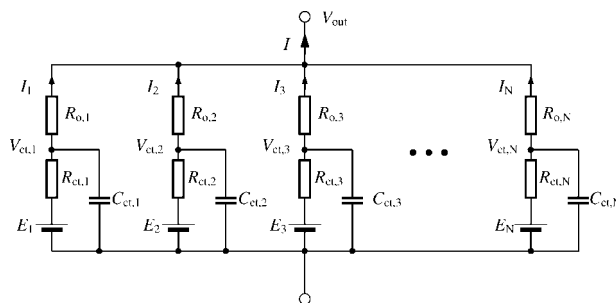 V_out
I
I_1 I_2 I_3 I_N
R_o,1 R_o,2 R_o,3 R_o,N
V_ct,1 V_ct,2 V_ct,3 V_ct,N
R_ct,1 R_ct,2 R_ct,3 R_ct,N
C_ct,1 C_ct,2 C_ct,3 C_ct,N
E_1 E_2 E_3 E_N